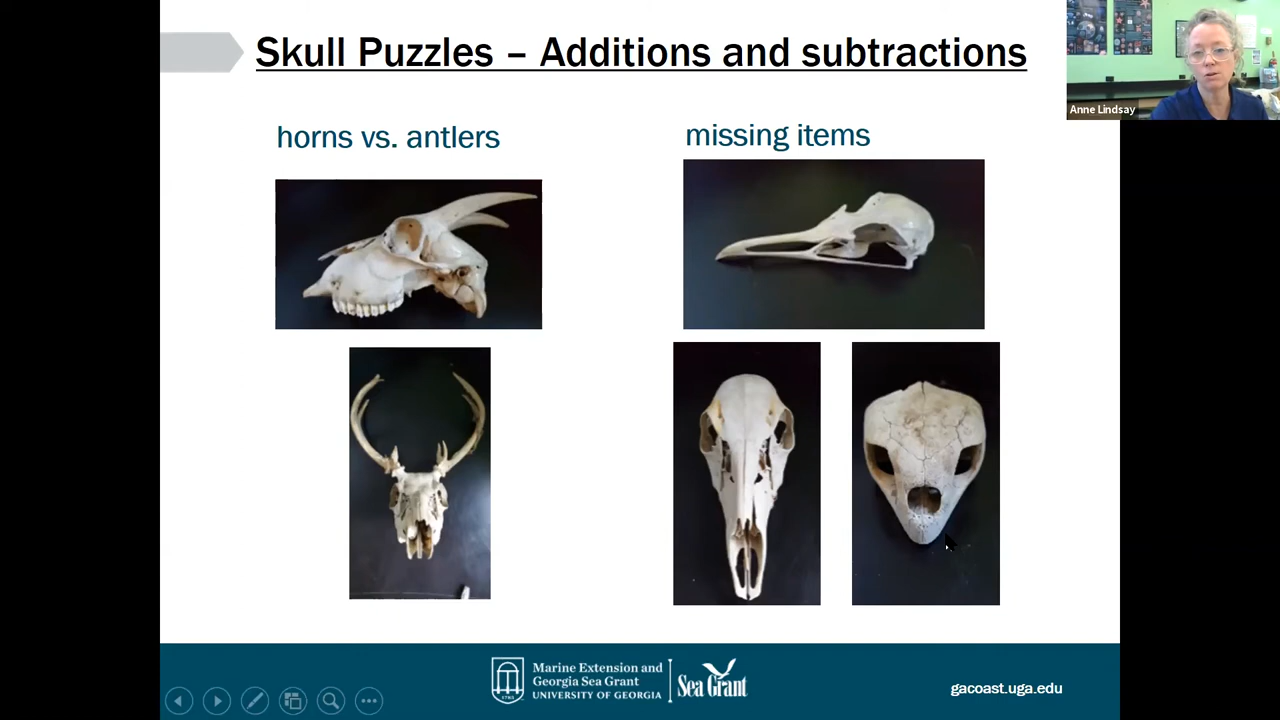 Skull Puzzles – Additions and subtractions
Anne Lindsay
horns vs. antlers
missing items
Marine Extension and
Georgia Sea Grant
UNIVERSITY OF GEORGIA
Sea Grant
gacoast.uga.edu